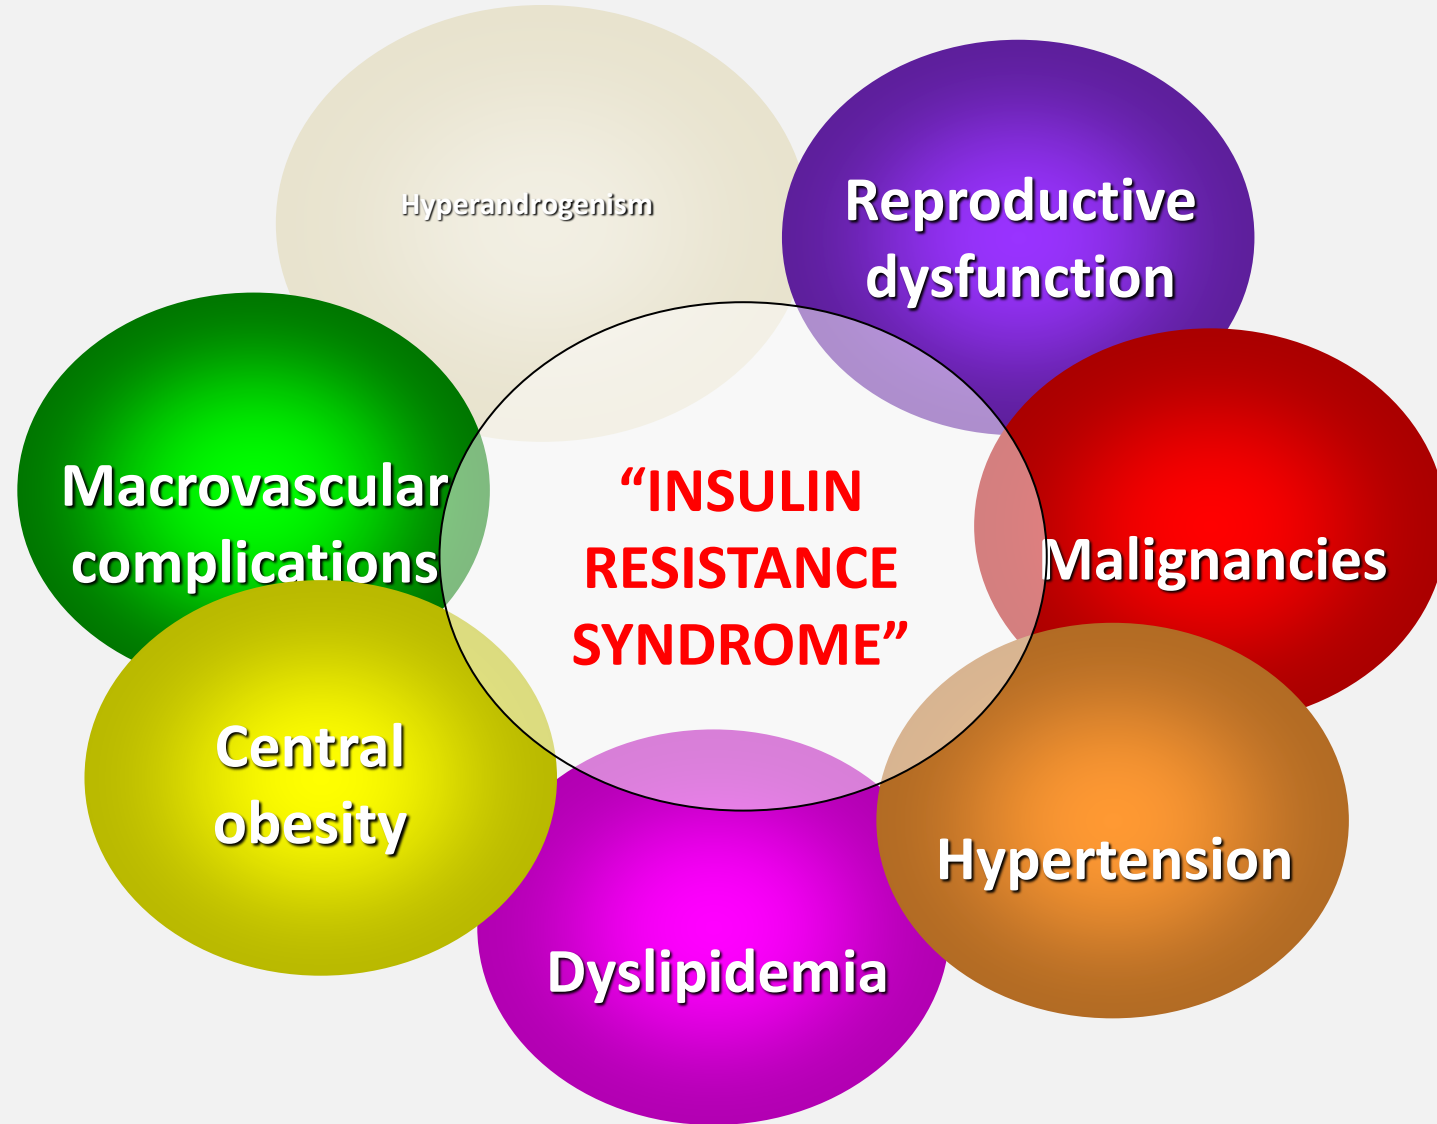 Hyperandrogenism
Reproductive
dysfunction
Macrovascular
complications
“INSULIN
RESISTANCE
SYNDROME”
Malignancies
Central
obesity
Hypertension
Dyslipidemia